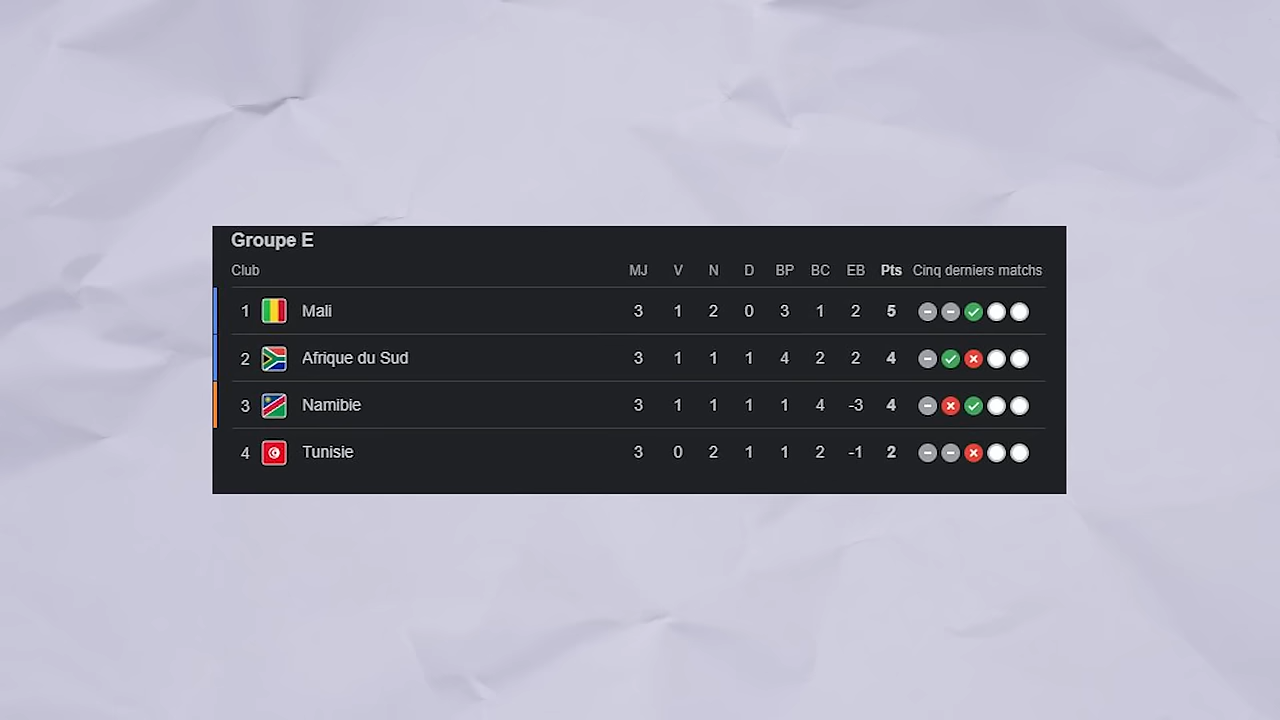 Groupe E
Club MJ V N D BP BC EB Pts Cinq derniers matchs
1 Mali 3 1 2 0 3 1 2 5
2 Afrique du Sud 3 1 1 1 4 2 2 4
3 Namibie 3 1 1 1 1 4 -3 4
4 Tunisie 3 0 2 1 1 2 -1 2